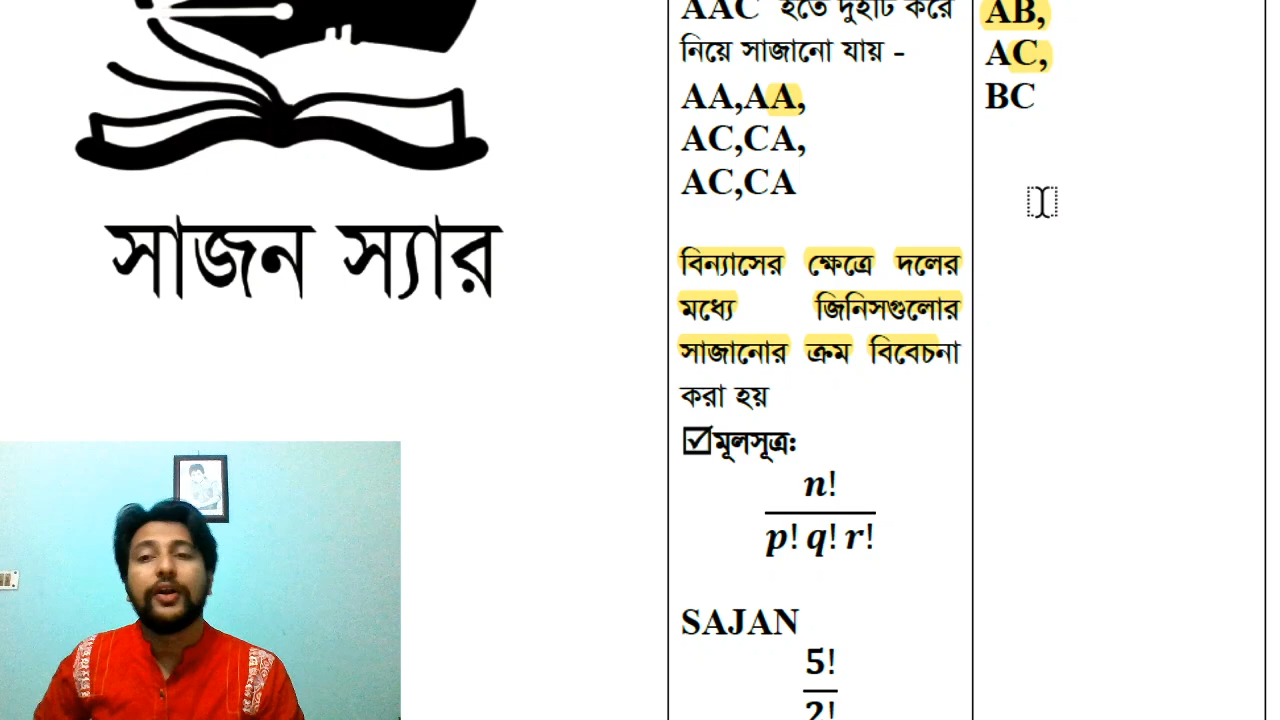 সাজন স্যার
AAC হতে দুইটি করে
নিয়ে সাজানো যায় -
AA,AA,
AC,CA,
AC,CA
বিন্যাসের ক্ষেত্রে দলের
মধ্যে জিনিসগুলোর
সাজানোর ক্রম বিবেচনা
করা হয়
☑মূলসূত্র:
n!
p! q! r!
SAJAN
5!
2!
AB,
AC,
BC